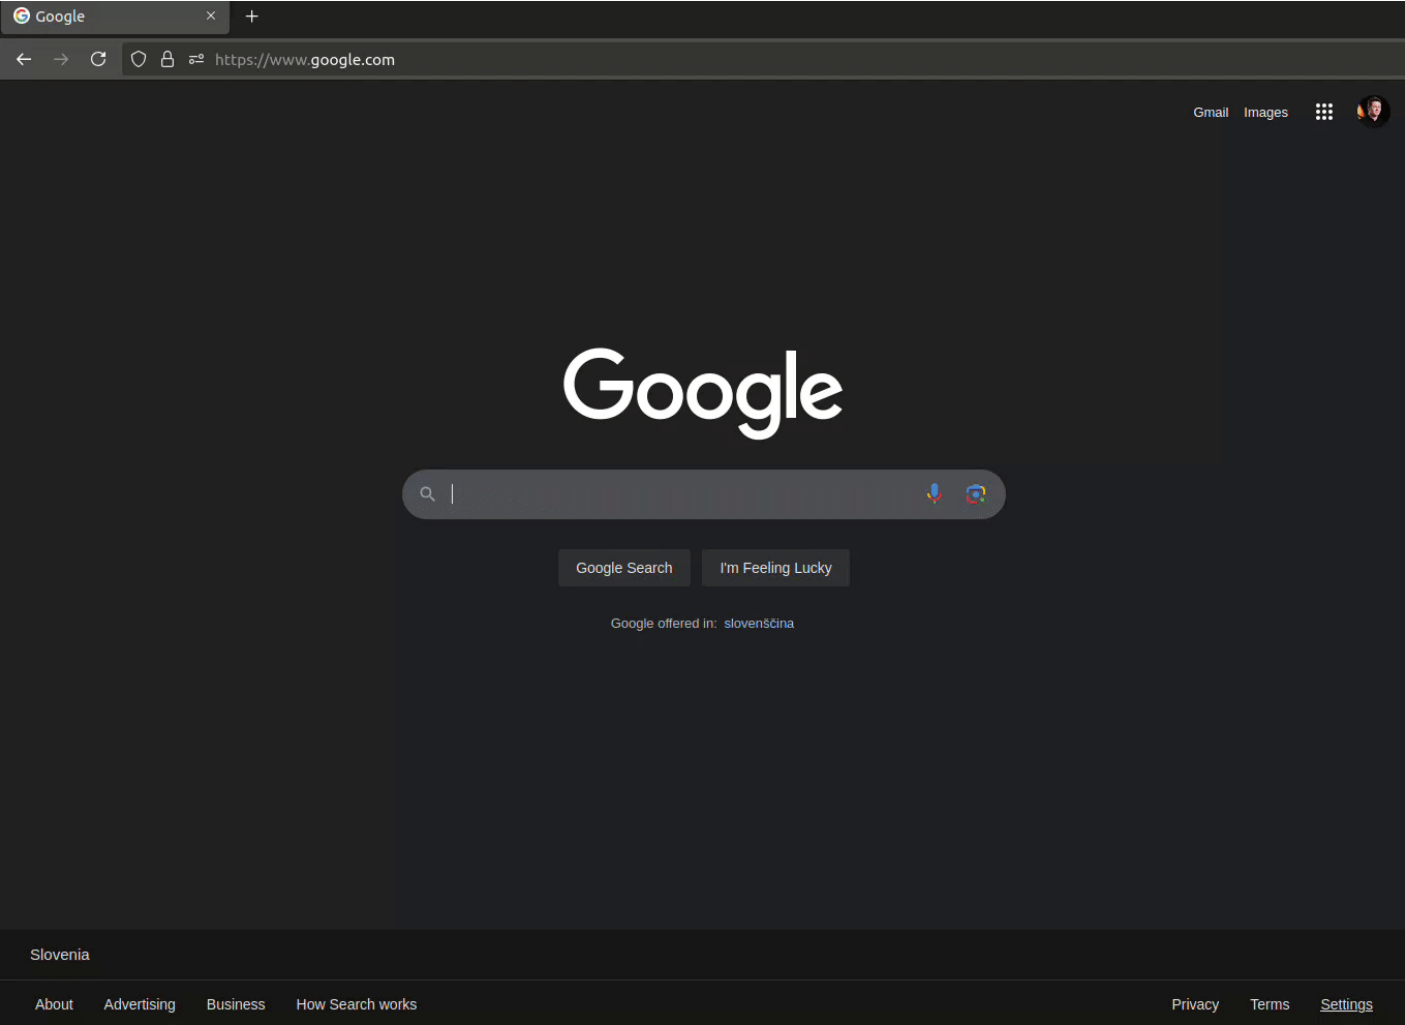 Google
https://www.google.com
Gmail Images
Google
Google Search I'm Feeling Lucky
Google offered in: slovenščina
Slovenia
About Advertising Business How Search works Privacy Terms Settings